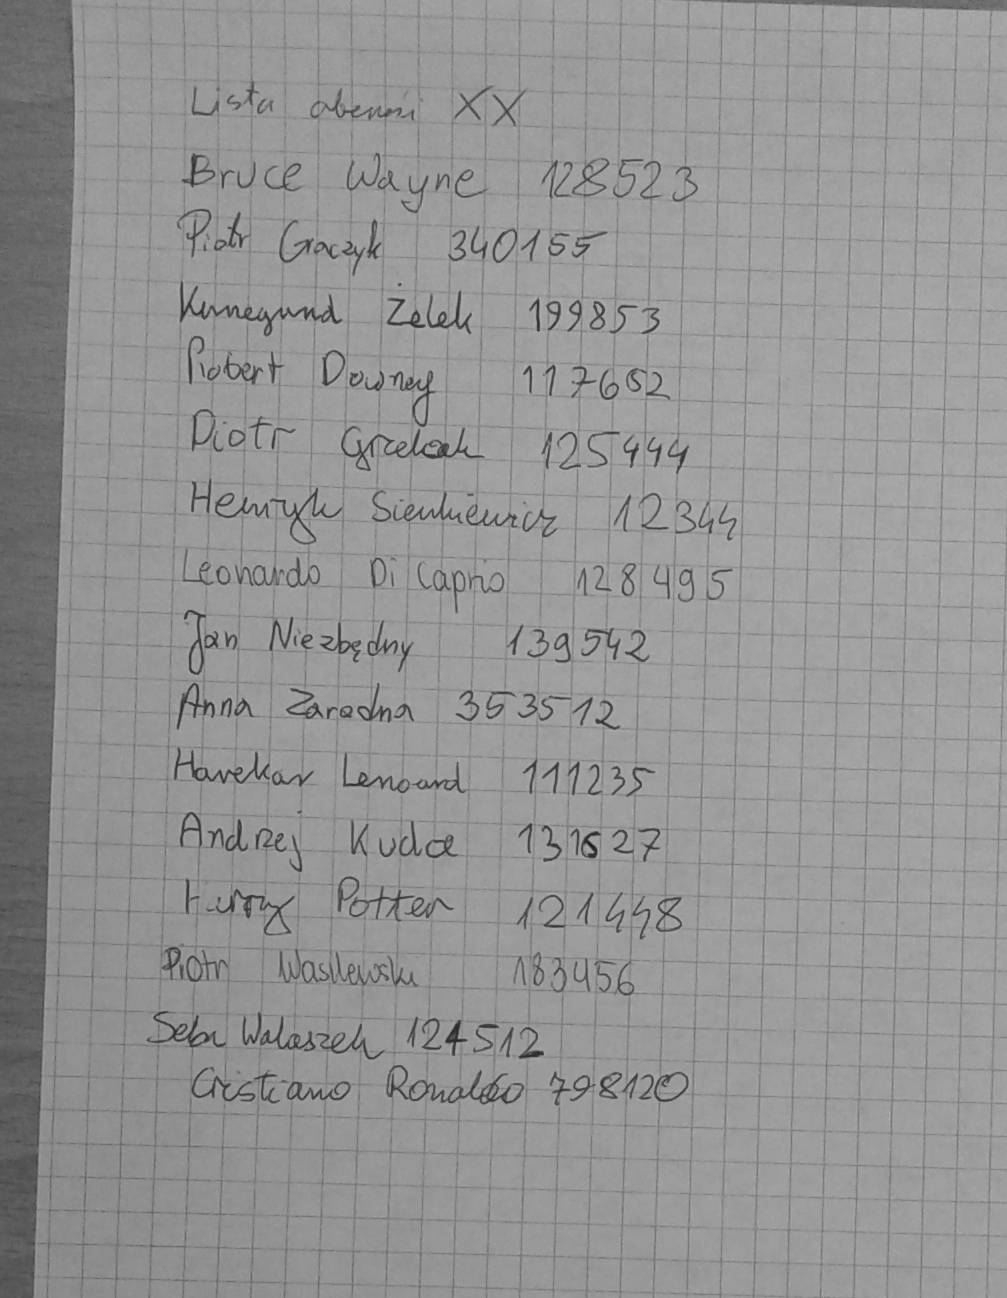 Lista obecności XX
Bruce Wayne 128523
Piotr Graczyk 340155
Kunegund Żelek 199853
Robert Downey 117652
Piotr Grzelak 125444
Henryk Sienkiewicz 12344
Leonardo Di Caprio 128495
Jan Niezbędny 139542
Anna Zaradna 353512
Havekar Lenoard 111235
Andrzej Kudła 131627
Harry Potter 121448
Piotr Wasilewski 183456
Seba Walaszek 124512
Cristiano Ronaldo 798120